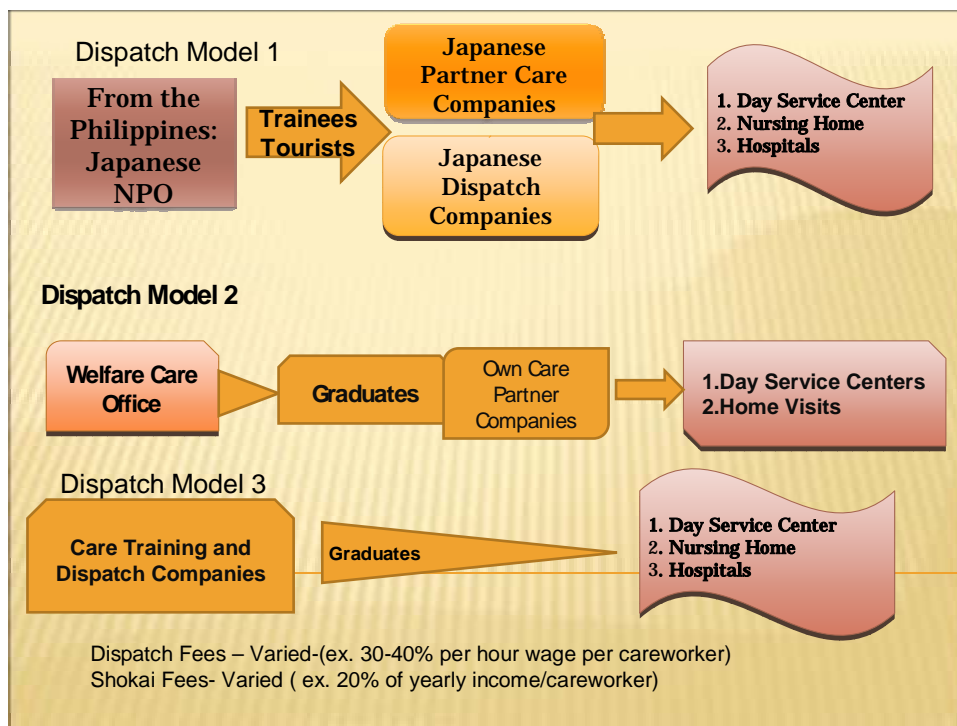 Dispatch Model 1
From the
Philippines:
Japanese
NPO
Trainees
Tourists
Japanese
Partner Care
Companies
Japanese
Dispatch
Companies
1. Day Service Center
2. Nursing Home
3. Hospitals
Dispatch Model 2
Welfare Care
Office
Graduates
Own Care
Partner
Companies
1.Day Service Centers
2.Home Visits
Dispatch Model 3
Care Training and
Dispatch Companies
Graduates
1. Day Service Center
2. Nursing Home
3. Hospitals
Dispatch Fees – Varied-(ex. 30-40% per hour wage per careworker)
Shokai Fees- Varied ( ex. 20% of yearly income/careworker)